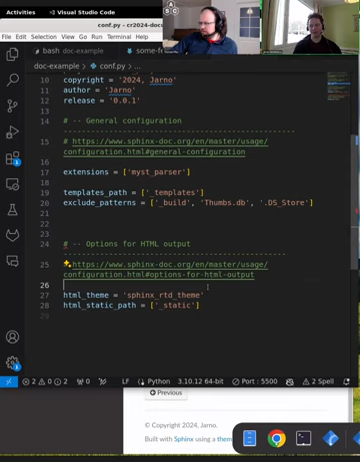 Activities
Visual Studio Code
conf.py — cr2024-doc
File Edit Selection View Go Run Terminal Help
bash doc-example
some-fe
doc-example > conf.py > ...
10 copyright = '2024, Jarno'
11 author = 'Jarno'
12 release = '0.0.1'
13
14 # -- General configuration
---------------------------------------------------
15 # https://www.sphinx-doc.org/en/master/usage/
configuration.html#general-configuration
16
17 extensions = ['myst_parser']
18
19 templates_path = ['_templates']
20 exclude_patterns = ['_build', 'Thumbs.db', '.DS_Store']
21
22
23
24 # -- Options for HTML output
-------------------------------------------------
25 https://www.sphinx-doc.org/en/master/usage/
configuration.html#options-for-html-output
26
27 html_theme = 'sphinx_rtd_theme'
28 html_static_path = ['_static']
29
2 2 0 LF Python 3.10.12 64-bit Port : 5500 2 Spell
Previous
© Copyright 2024, Jarno.
Built with Sphinx using a them